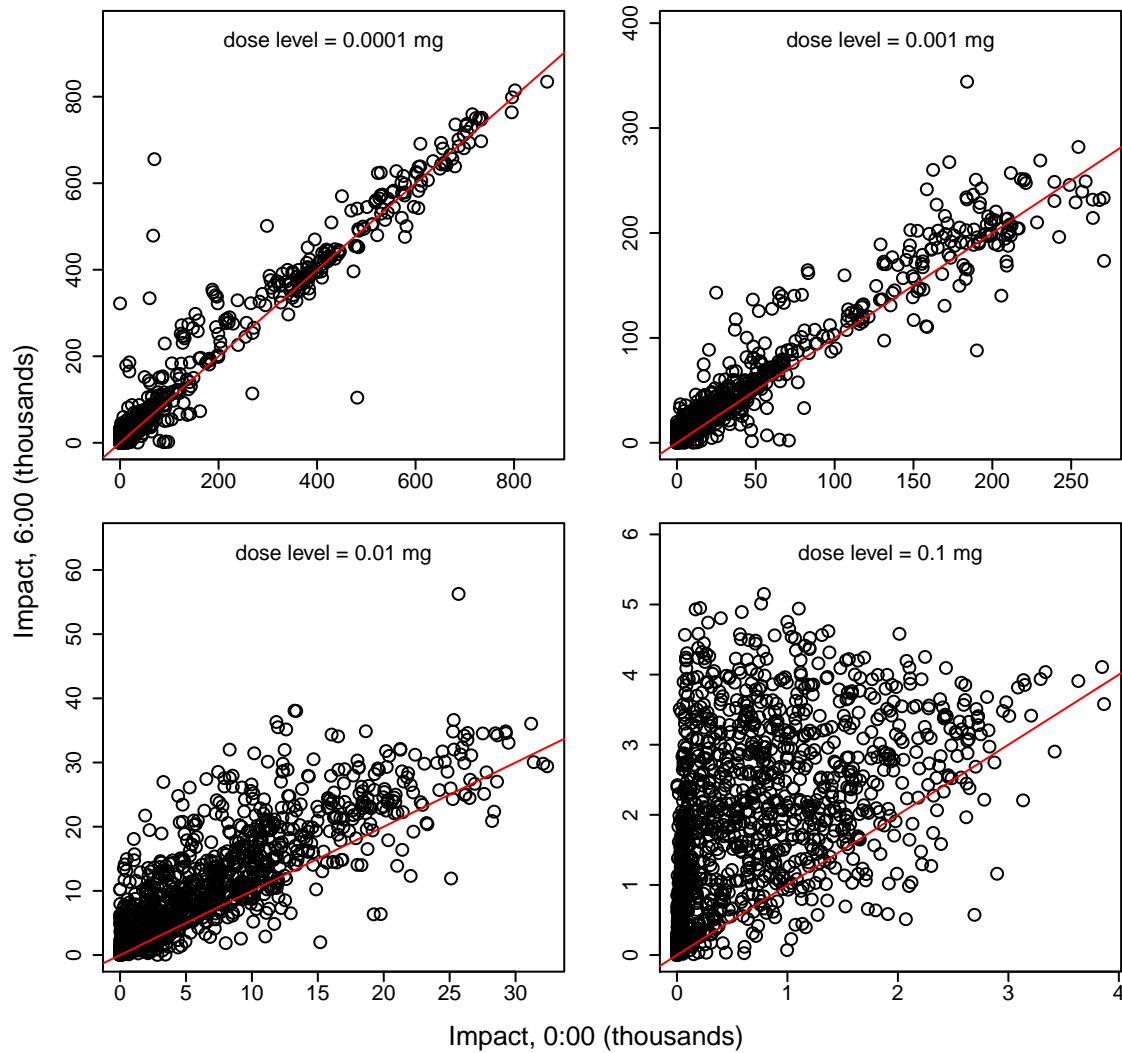 dose level = 0.0001 mg
0 200 400 600 800
0 200 400 600 800
dose level = 0.001 mg
0 100 200 300 400
0 50 100 150 200 250
dose level = 0.01 mg
0 10 20 30 40 50 60
0 5 10 15 20 25 30
dose level = 0.1 mg
0 1 2 3 4 5 6
0 1 2 3 4
Impact, 6:00 (thousands)
Impact, 0:00 (thousands)